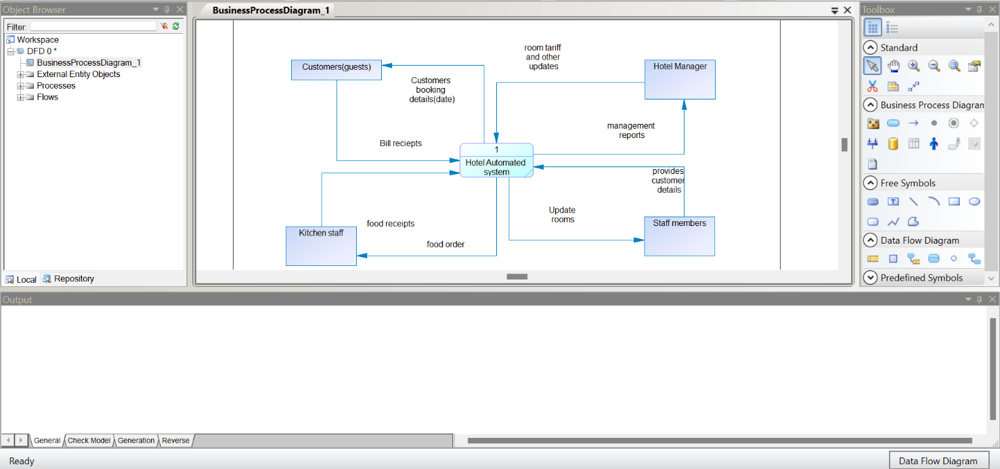 Object Browser
Filter:
Workspace
DFD 0 *
BusinessProcessDiagram_1
External Entity Objects
Processes
Flows
Local
Repository
BusinessProcessDiagram_1
Customers(guests)
Customers
booking
details(date)
room tariff
and other
updates
Hotel Manager
management
reports
Bill reciepts
1
Hotel Automated
system
provides
customer
details
Update
rooms
Staff members
Kitchen staff
food receipts
food order
Toolbox
Standard
Business Process Diagran
Free Symbols
Data Flow Diagram
Predefined Symbols
Output
General
Check Model
Generation
Reverse
Ready
Data Flow Diagram